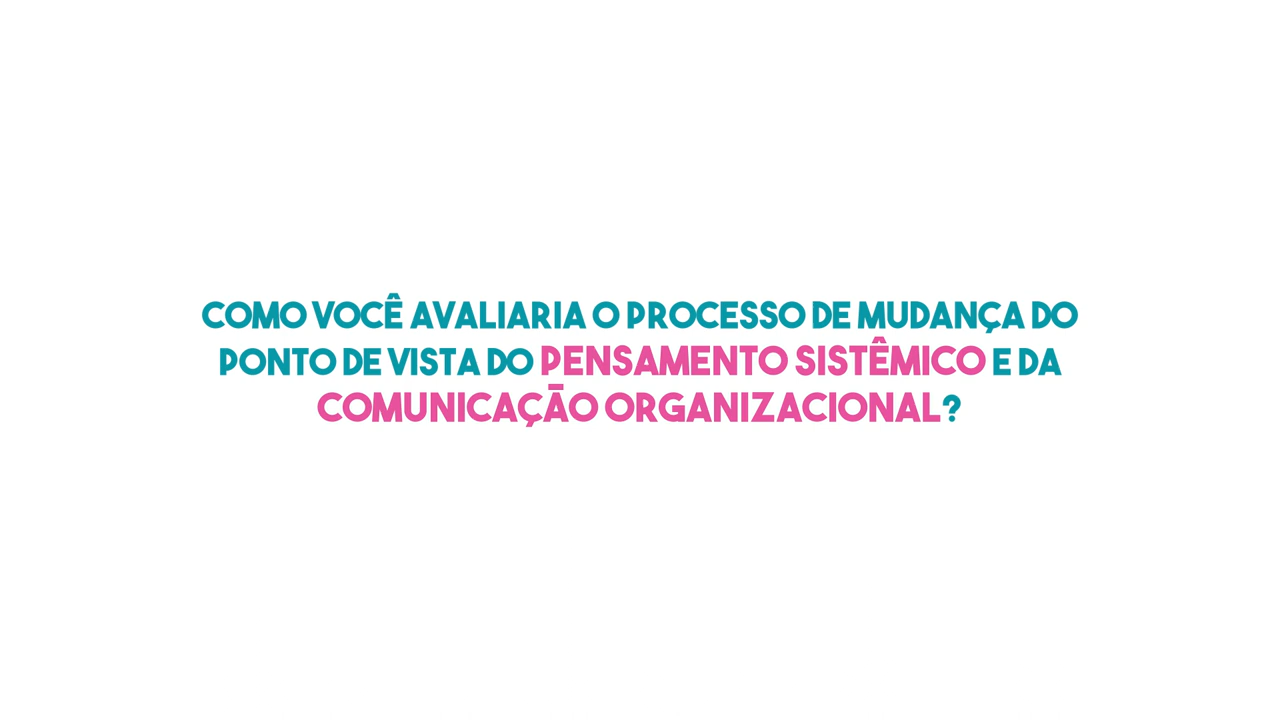 COMO VOCÊ AVALIARIA O PROCESSO DE MUDANÇA DO
PONTO DE VISTA DO PENSAMENTO SISTÊMICO E DA
COMUNICAÇÃO ORGANIZACIONAL?